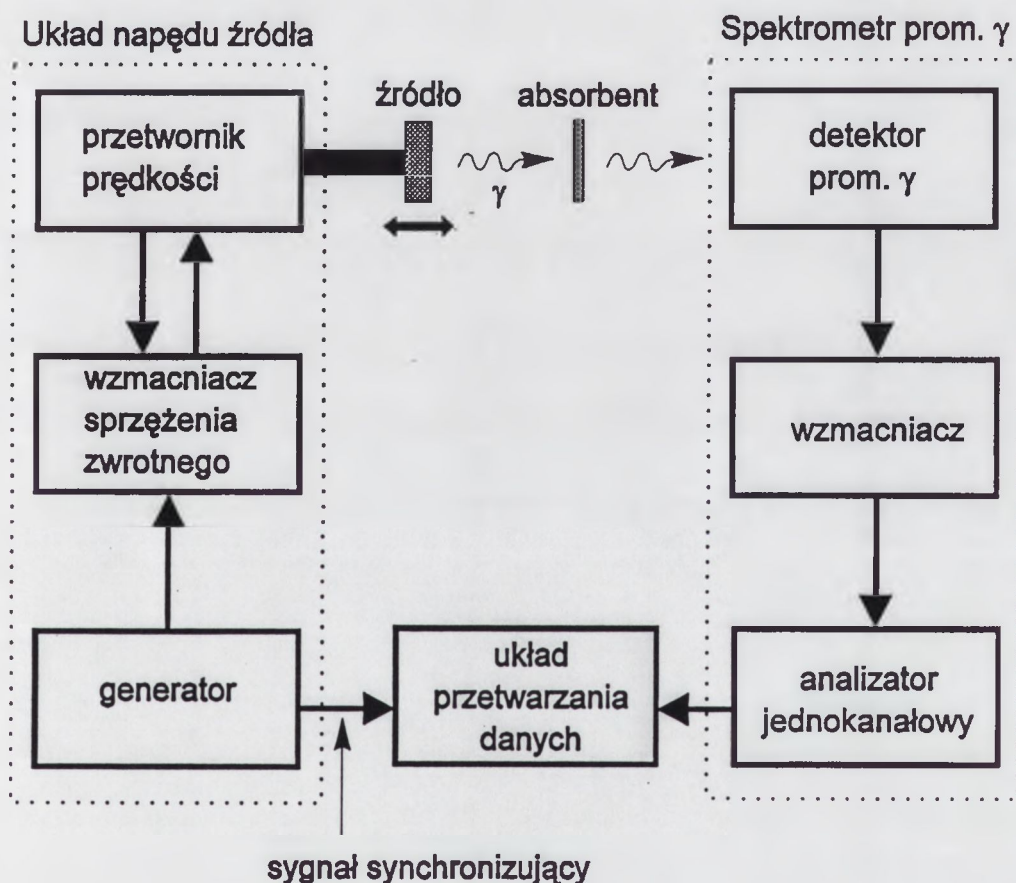 Układ napędu źródła
Spektrometr prom. γ
przetwornik
prędkości
źródło
absorbent
γ
detektor
prom. γ
wzmacniacz
sprzężenia
zwrotnego
wzmacniacz
generator
układ
przetwarzania
danych
analizator
jednokanałowy
sygnał synchronizujący